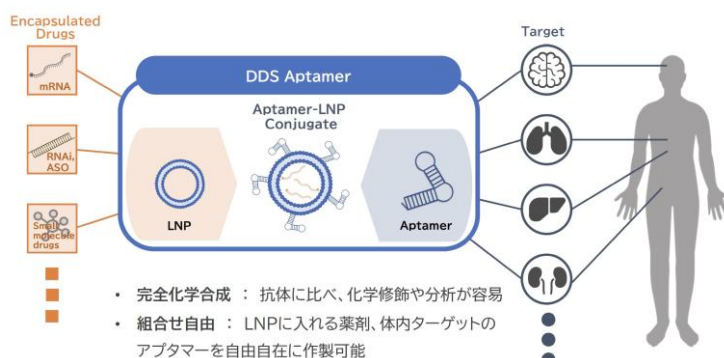 Encapsulated
Drugs
mRNA
RNAi,
ASO
Small
molecule
drugs
DDS Aptamer
Aptamer-LNP
Conjugate
LNP
Aptamer
Target
• 完全化学合成 : 抗体に比べ、化学修飾や分析が容易
• 組合せ自由 : LNPに入れる薬剤、体内ターゲットの
アプタマーを自由自在に作製可能